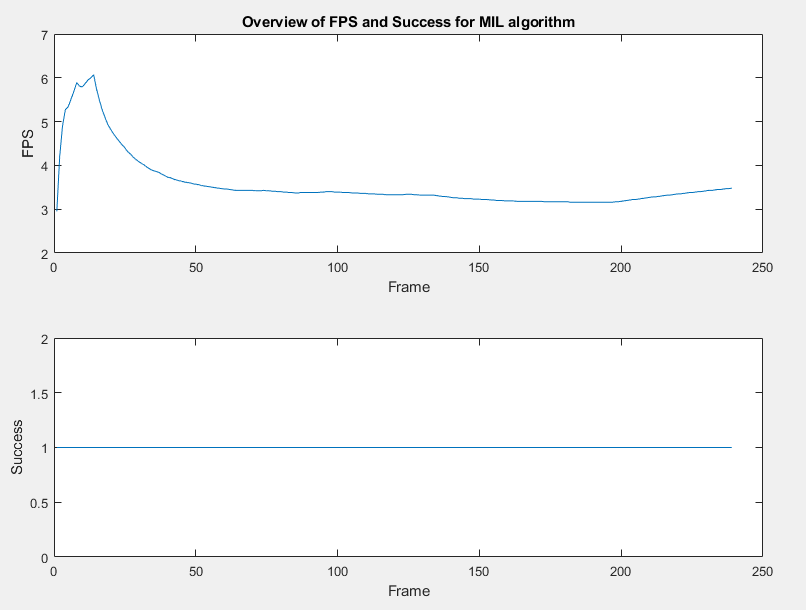 Overview of FPS and Success for MIL algorithm
7
6
5
4
3
2
FPS
0 50 100 150 200 250
Frame
2
1.5
1
0.5
0
Success
0 50 100 150 200 250
Frame